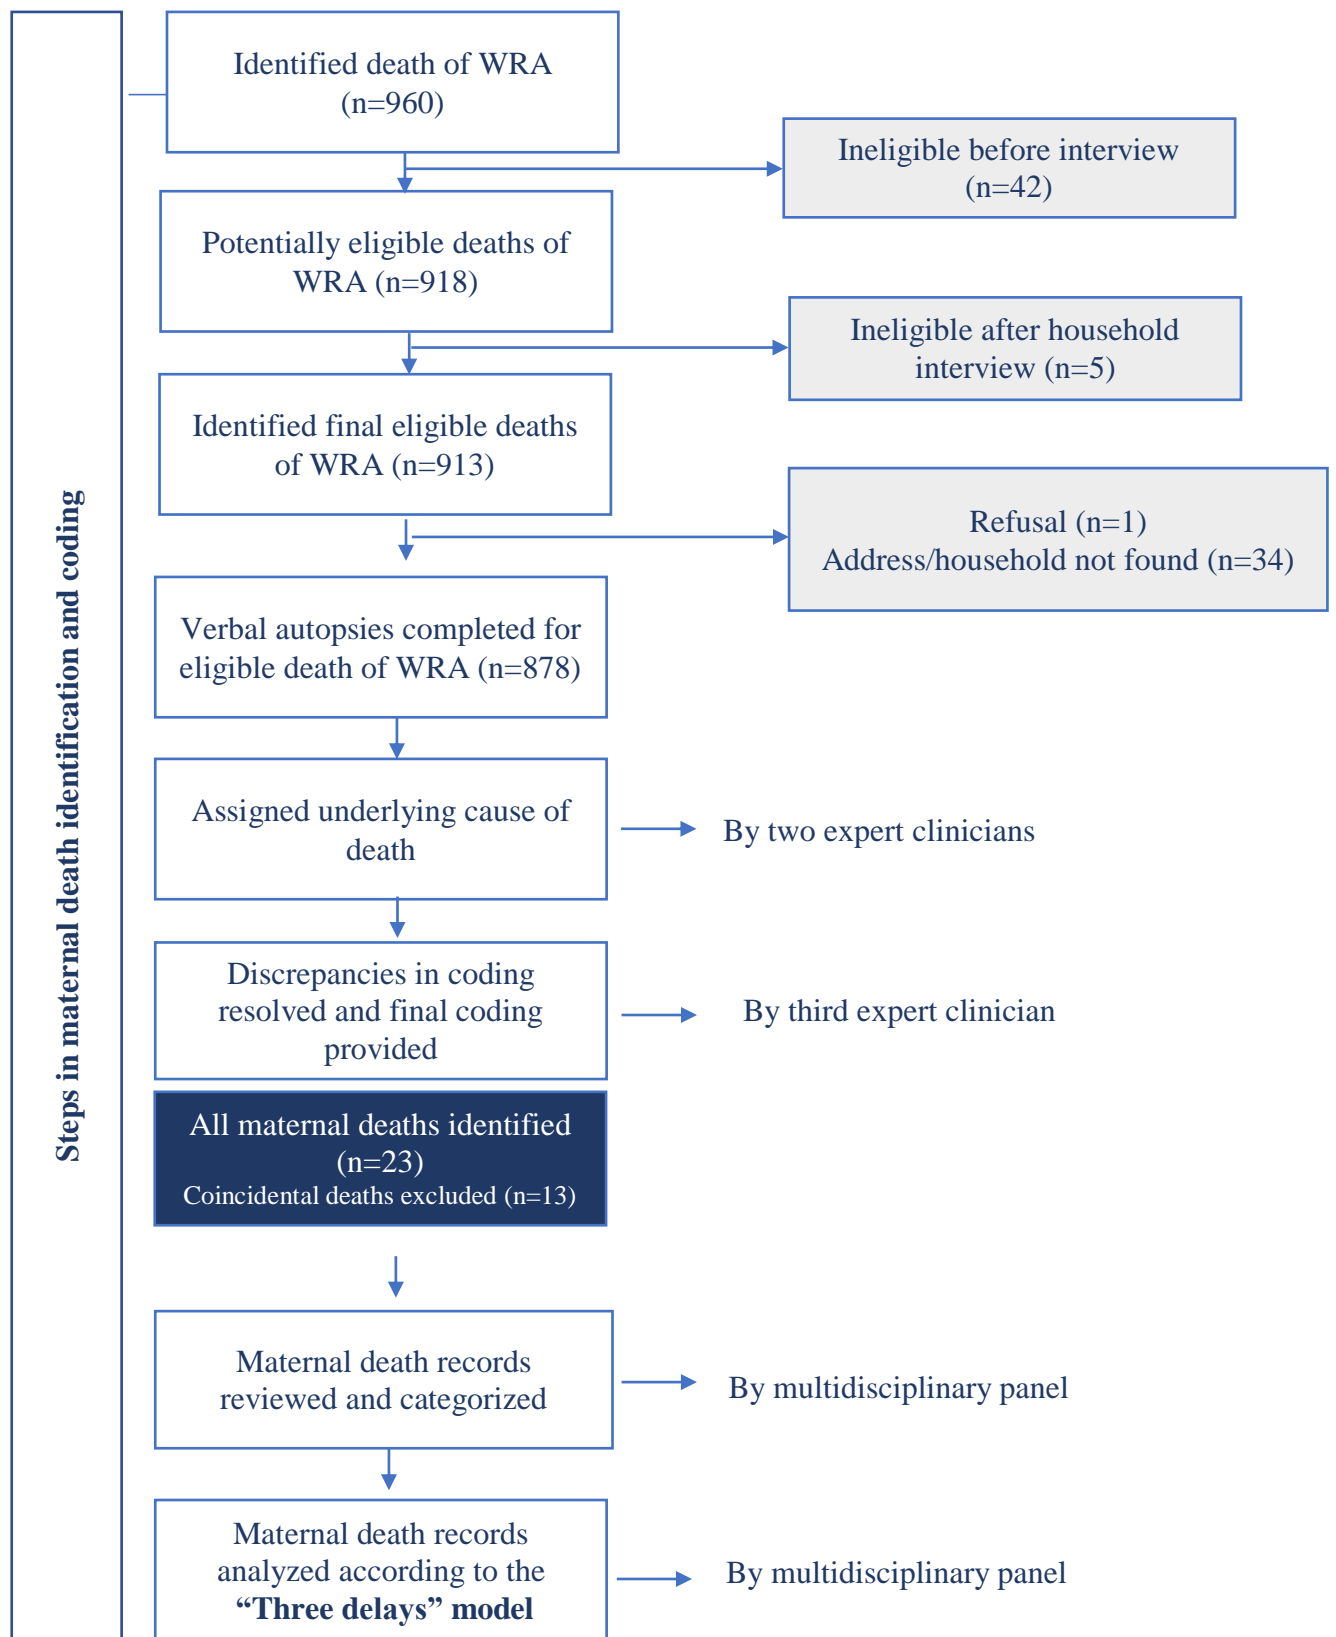 Steps in maternal death identification and coding
Identified death of WRA
(n=960)
Ineligible before interview
(n=42)
Potentially eligible deaths of
WRA (n=918)
Ineligible after household
interview (n=5)
Identified final eligible deaths
of WRA (n=913)
Refusal (n=1)
Address/household not found (n=34)
Verbal autopsies completed for
eligible death of WRA (n=878)
Assigned underlying cause of
death
By two expert clinicians
Discrepancies in coding
resolved and final coding
provided
By third expert clinician
All maternal deaths identified
(n=23)
Coincidental deaths excluded (n=13)
Maternal death records
reviewed and categorized
By multidisciplinary panel
Maternal death records
analyzed according to the
“Three delays” model
By multidisciplinary panel